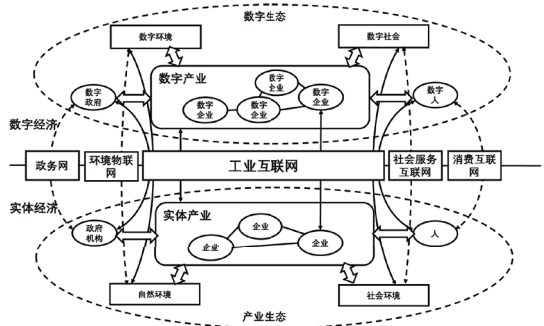 数字生态
数字环境
数字社会
数字产业
数字
企业
数字
企业
数字
企业
数字
企业
数字
政府
数字
人
数字经济
政务网
环境物联
网
工业互联网
社会服务
互联网
消费互联
网
实体经济
实体产业
政府
机构
企业
企业
企业
人
自然环境
社会环境
产业生态